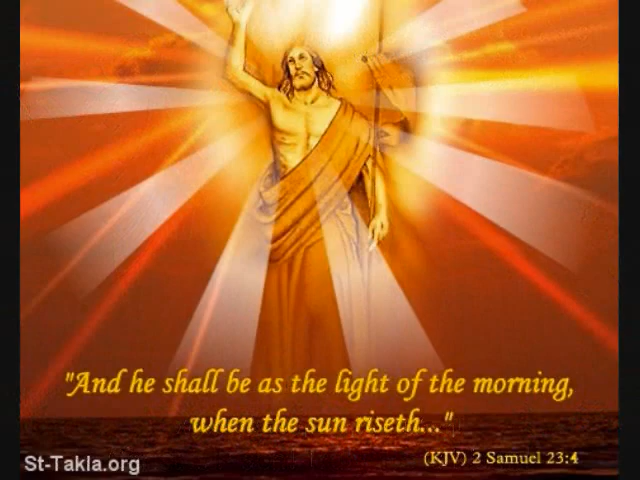 "And he shall be as the light of the morning,
when the sun riseth..."
(KJV) 2 Samuel 23:4
St-Takla.org